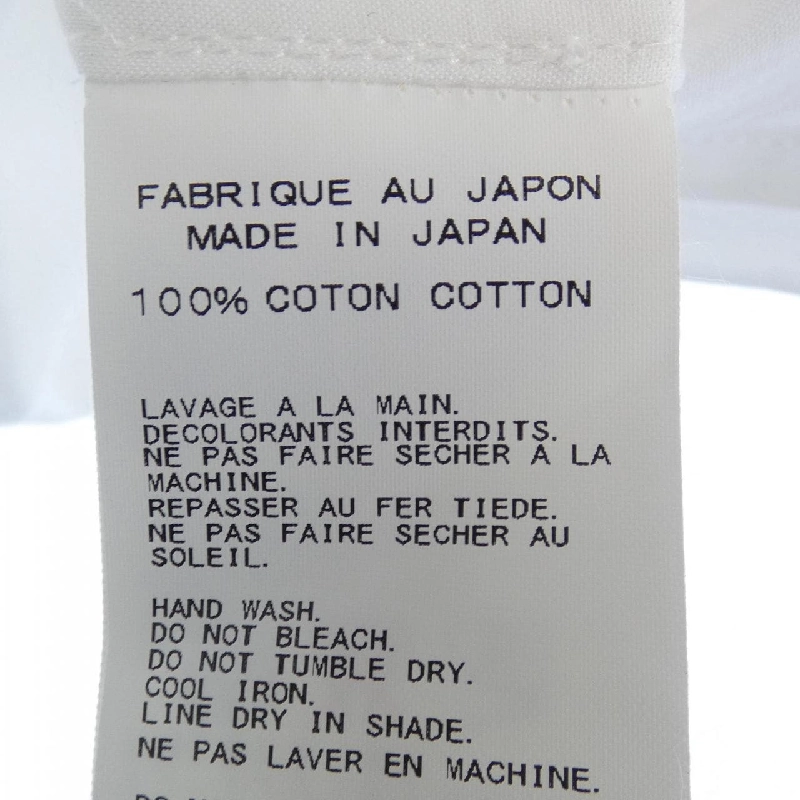 FABRIQUE AU JAPON
MADE IN JAPAN
100% COTON COTTON
LAVAGE A LA MAIN.
DECOLORANTS INTERDITS.
NE PAS FAIRE SECHER A LA
MACHINE.
REPASSER AU FER TIEDE.
NE PAS FAIRE SECHER AU
SOLEIL.
HAND WASH.
DO NOT BLEACH.
DO NOT TUMBLE DRY.
COOL IRON.
LINE DRY IN SHADE.
NE PAS LAVER EN MACHINE.